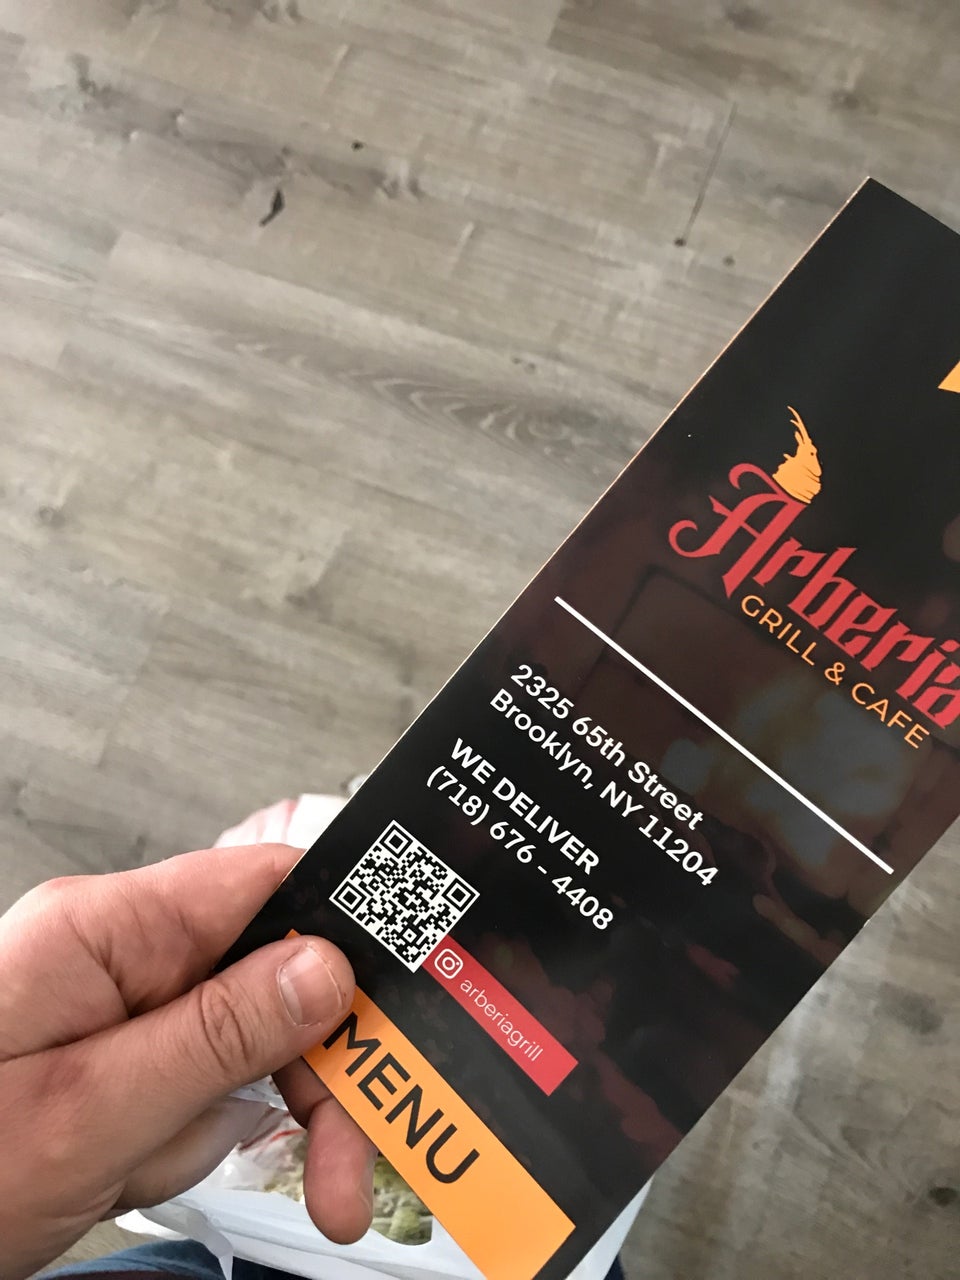 Arberia
GRILL & CAFE
2325 65th Street
Brooklyn, NY 11204
WE DELIVER
(718) 676 - 4408
arberiagrill
MENU